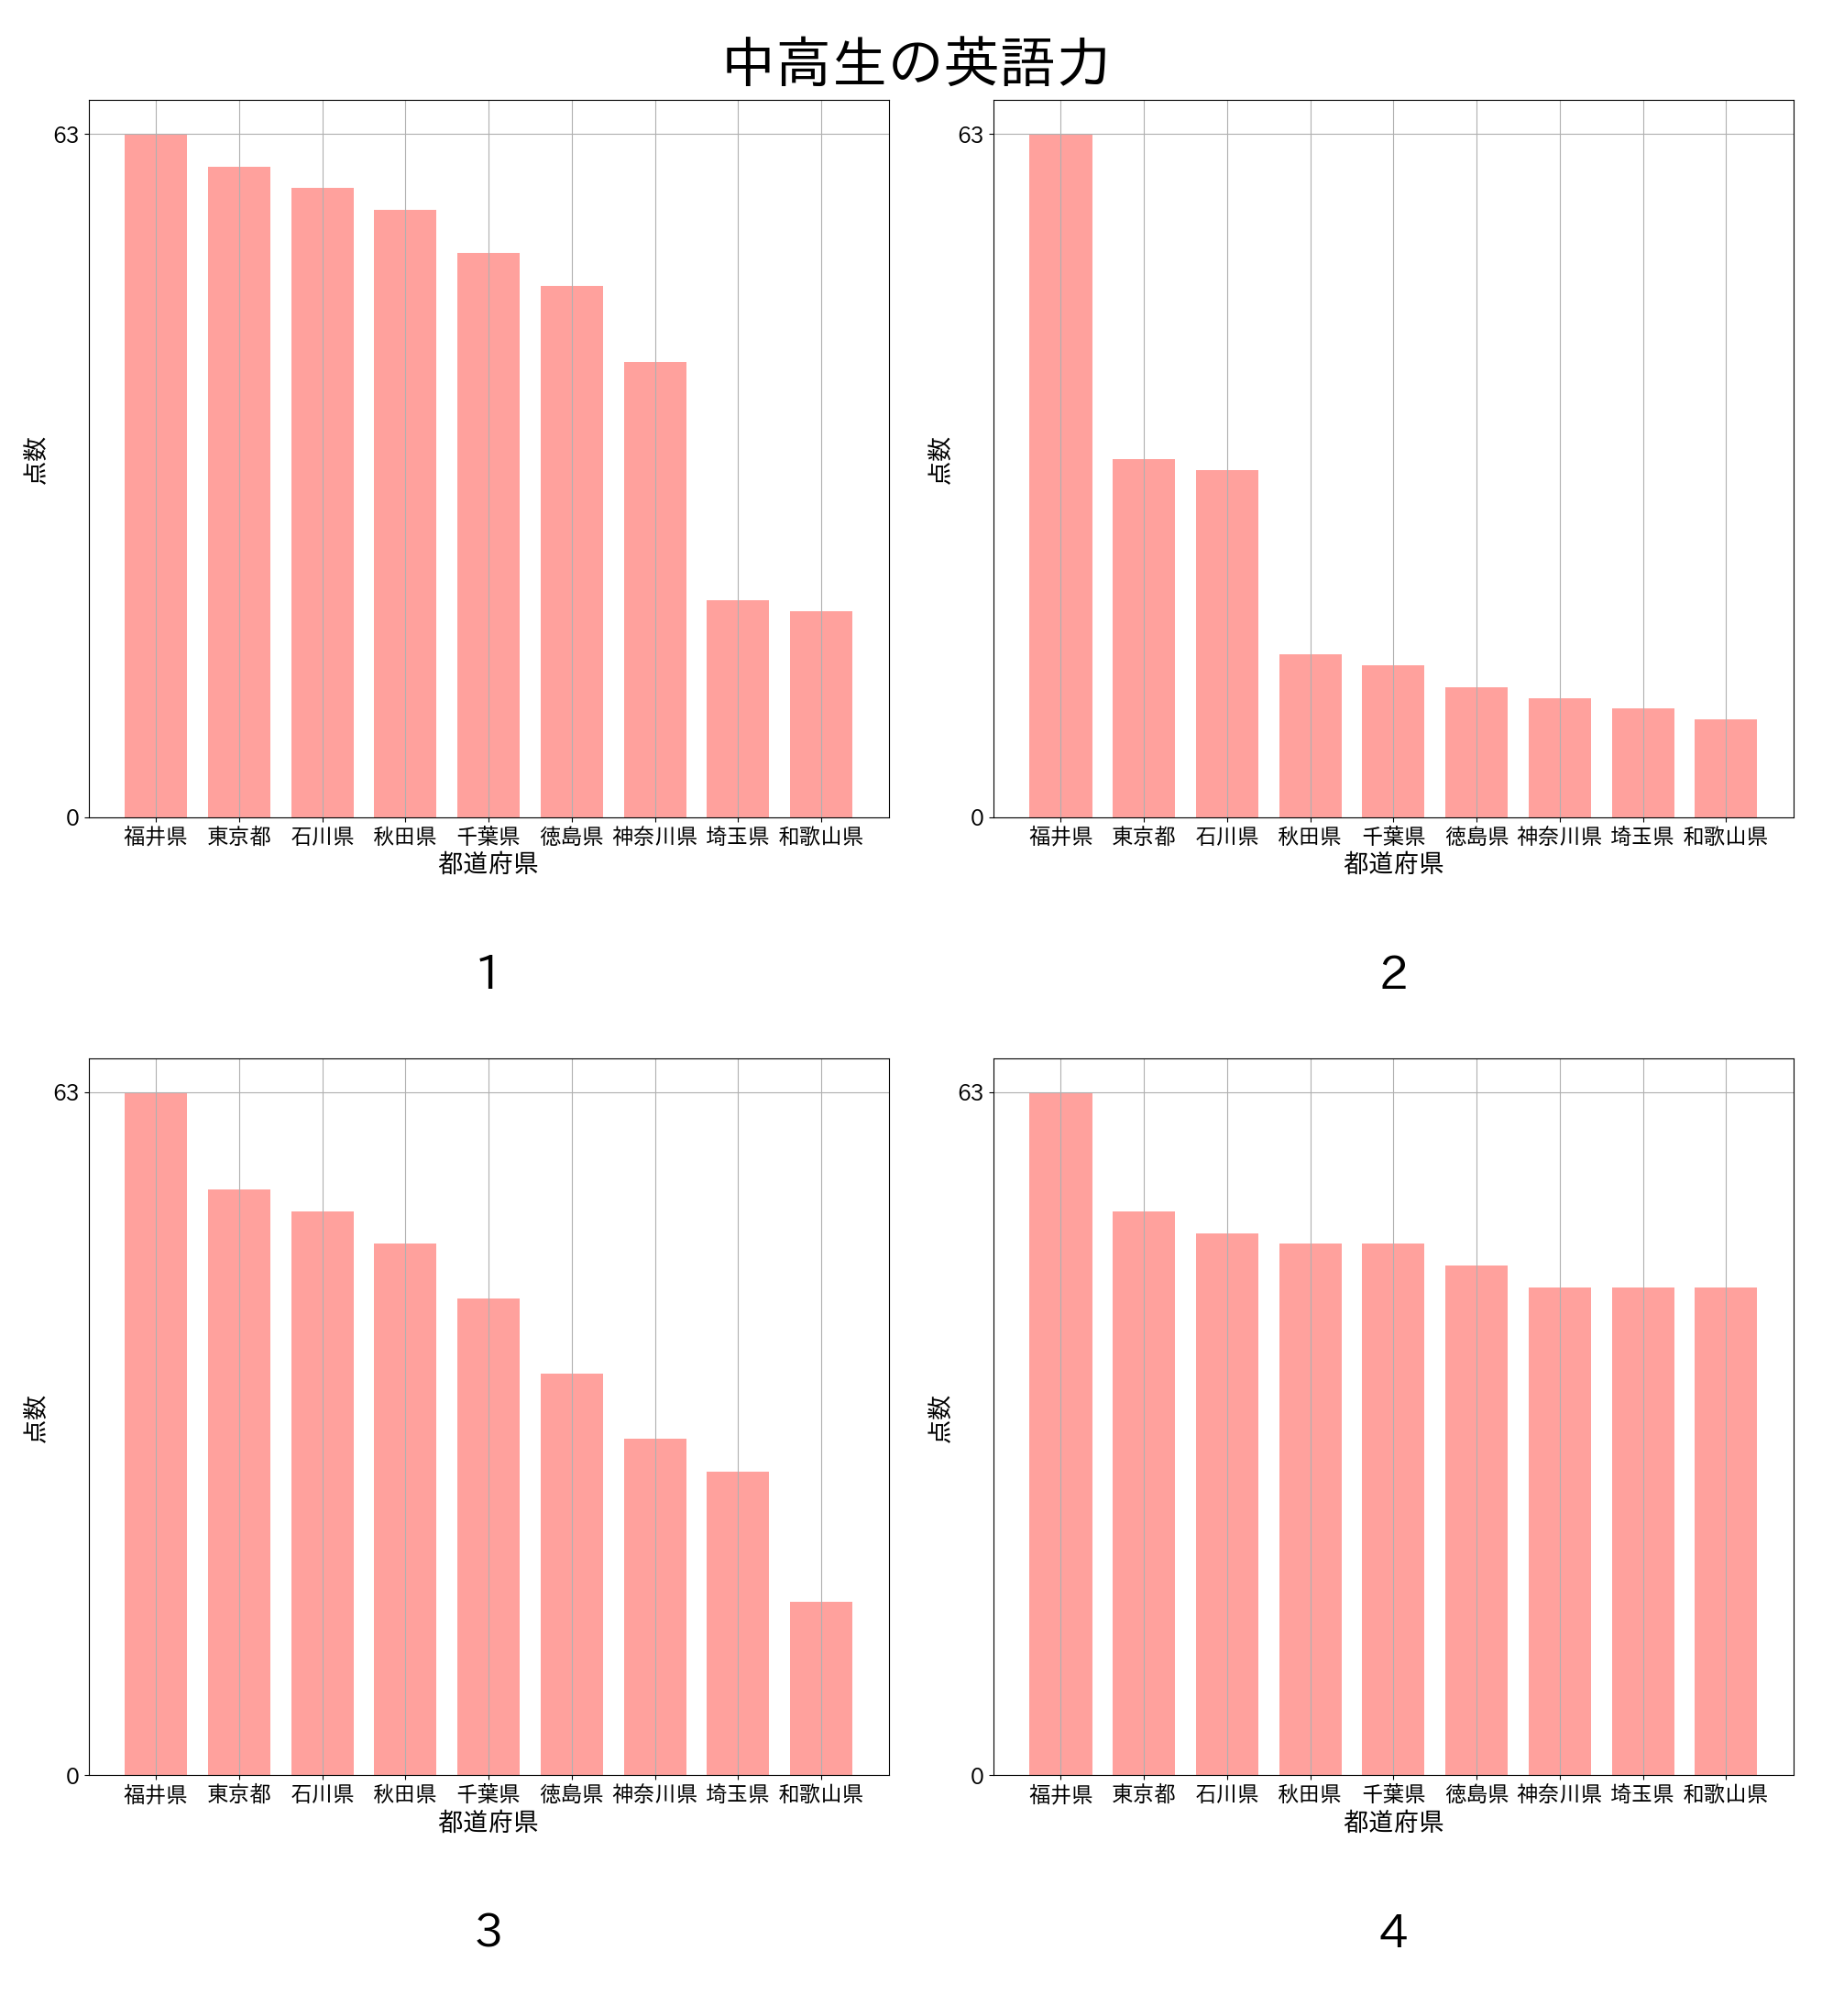 中高生の英語力
63
0
点数
福井県 東京都 石川県 秋田県 千葉県 徳島県 神奈川県 埼玉県 和歌山県
都道府県
1
63
0
点数
福井県 東京都 石川県 秋田県 千葉県 徳島県 神奈川県 埼玉県 和歌山県
都道府県
2
63
0
点数
福井県 東京都 石川県 秋田県 千葉県 徳島県 神奈川県 埼玉県 和歌山県
都道府県
3
63
0
点数
福井県 東京都 石川県 秋田県 千葉県 徳島県 神奈川県 埼玉県 和歌山県
都道府県
4